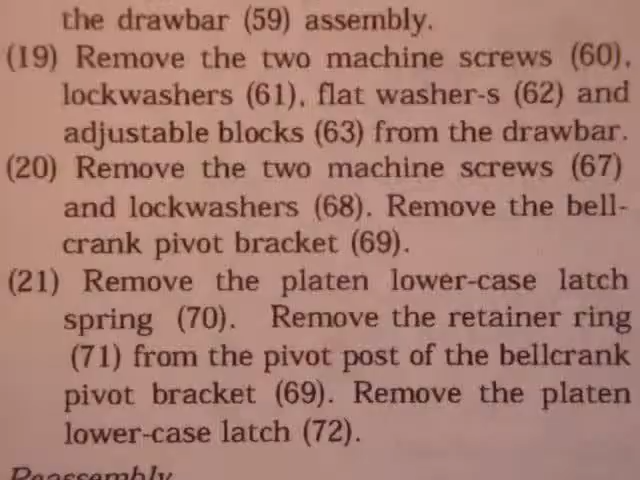 the drawbar (59) assembly.
(19) Remove the two machine screws (60),
lockwashers (61), flat washer-s (62) and
adjustable blocks (63) from the drawbar.
(20) Remove the two machine screws (67)
and lockwashers (68). Remove the bell-
crank pivot bracket (69).
(21) Remove the platen lower-case latch
spring (70). Remove the retainer ring
(71) from the pivot post of the bellcrank
pivot bracket (69). Remove the platen
lower-case latch (72).
Reassembly